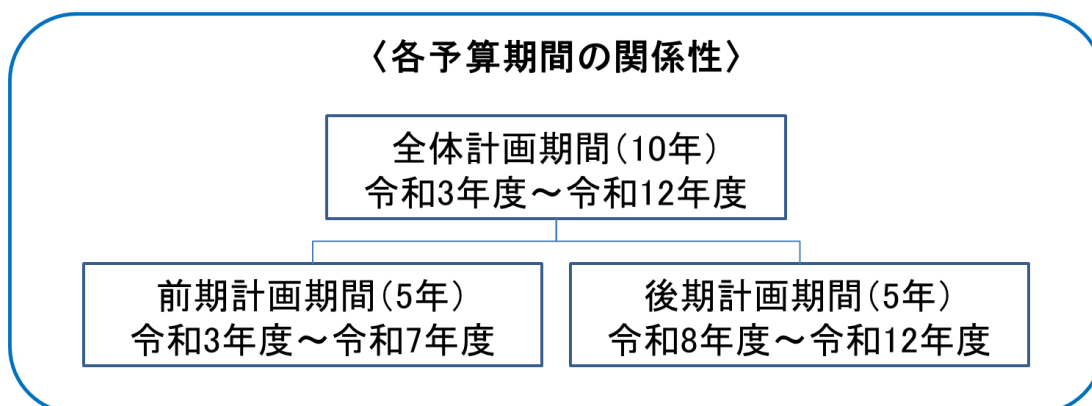 〈各予算期間の関係性〉
全体計画期間(10年)
令和3年度～令和12年度
前期計画期間(5年)
令和3年度～令和7年度
後期計画期間(5年)
令和8年度～令和12年度